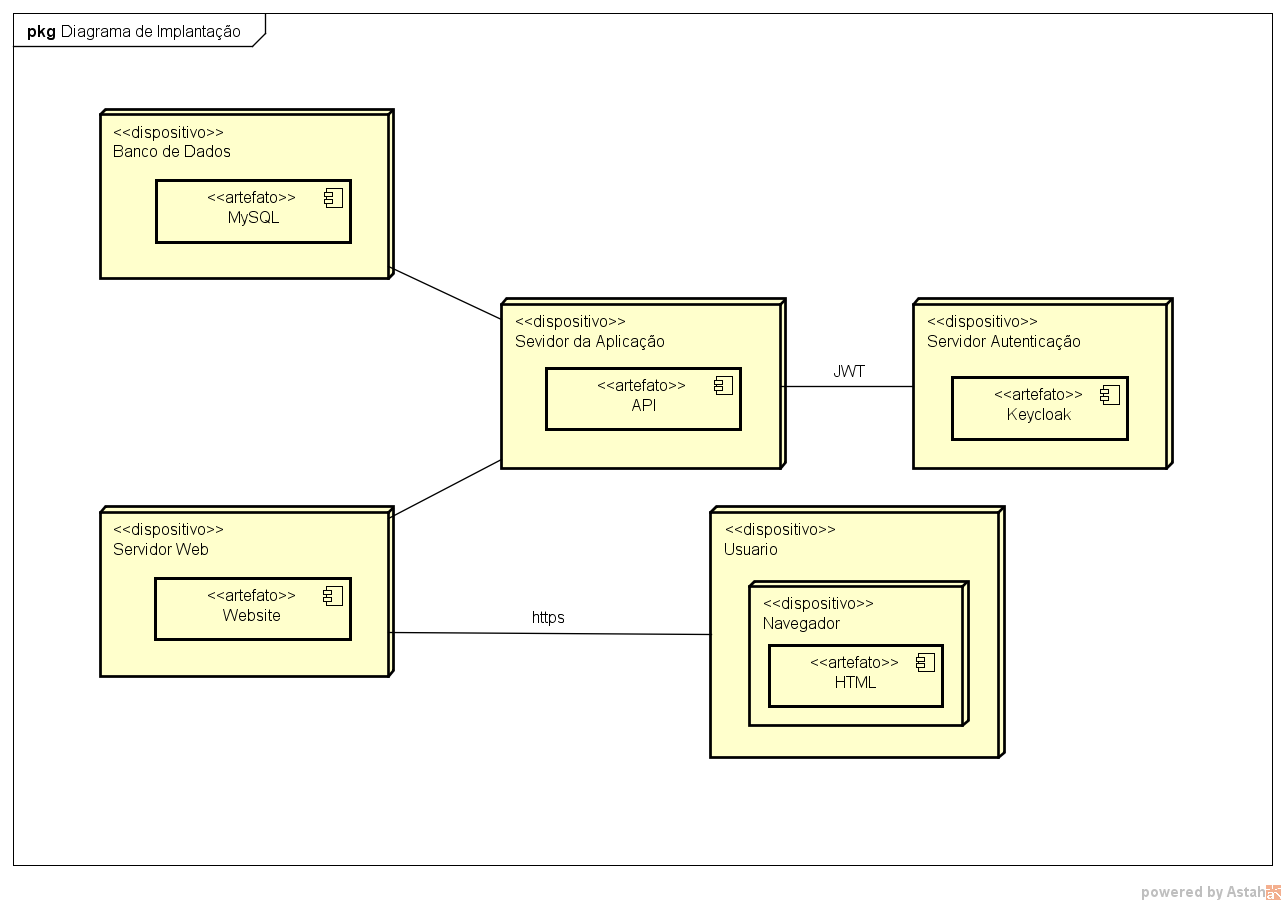 pkg Diagrama de Implantação
<<dispositivo>>
Banco de Dados
<<artefato>>
MySQL
<<dispositivo>>
Sevidor da Aplicação
<<artefato>>
API
JWT
<<dispositivo>>
Servidor Autenticação
<<artefato>>
Keycloak
<<dispositivo>>
Servidor Web
<<artefato>>
Website
https
<<dispositivo>>
Usuario
<<dispositivo>>
Navegador
<<artefato>>
HTML
powered by Astah